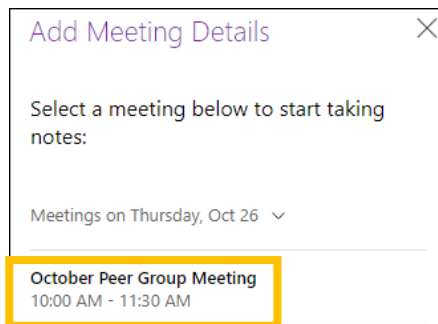 Add Meeting Details
Select a meeting below to start taking
notes:
Meetings on Thursday, Oct 26
October Peer Group Meeting
10:00 AM - 11:30 AM